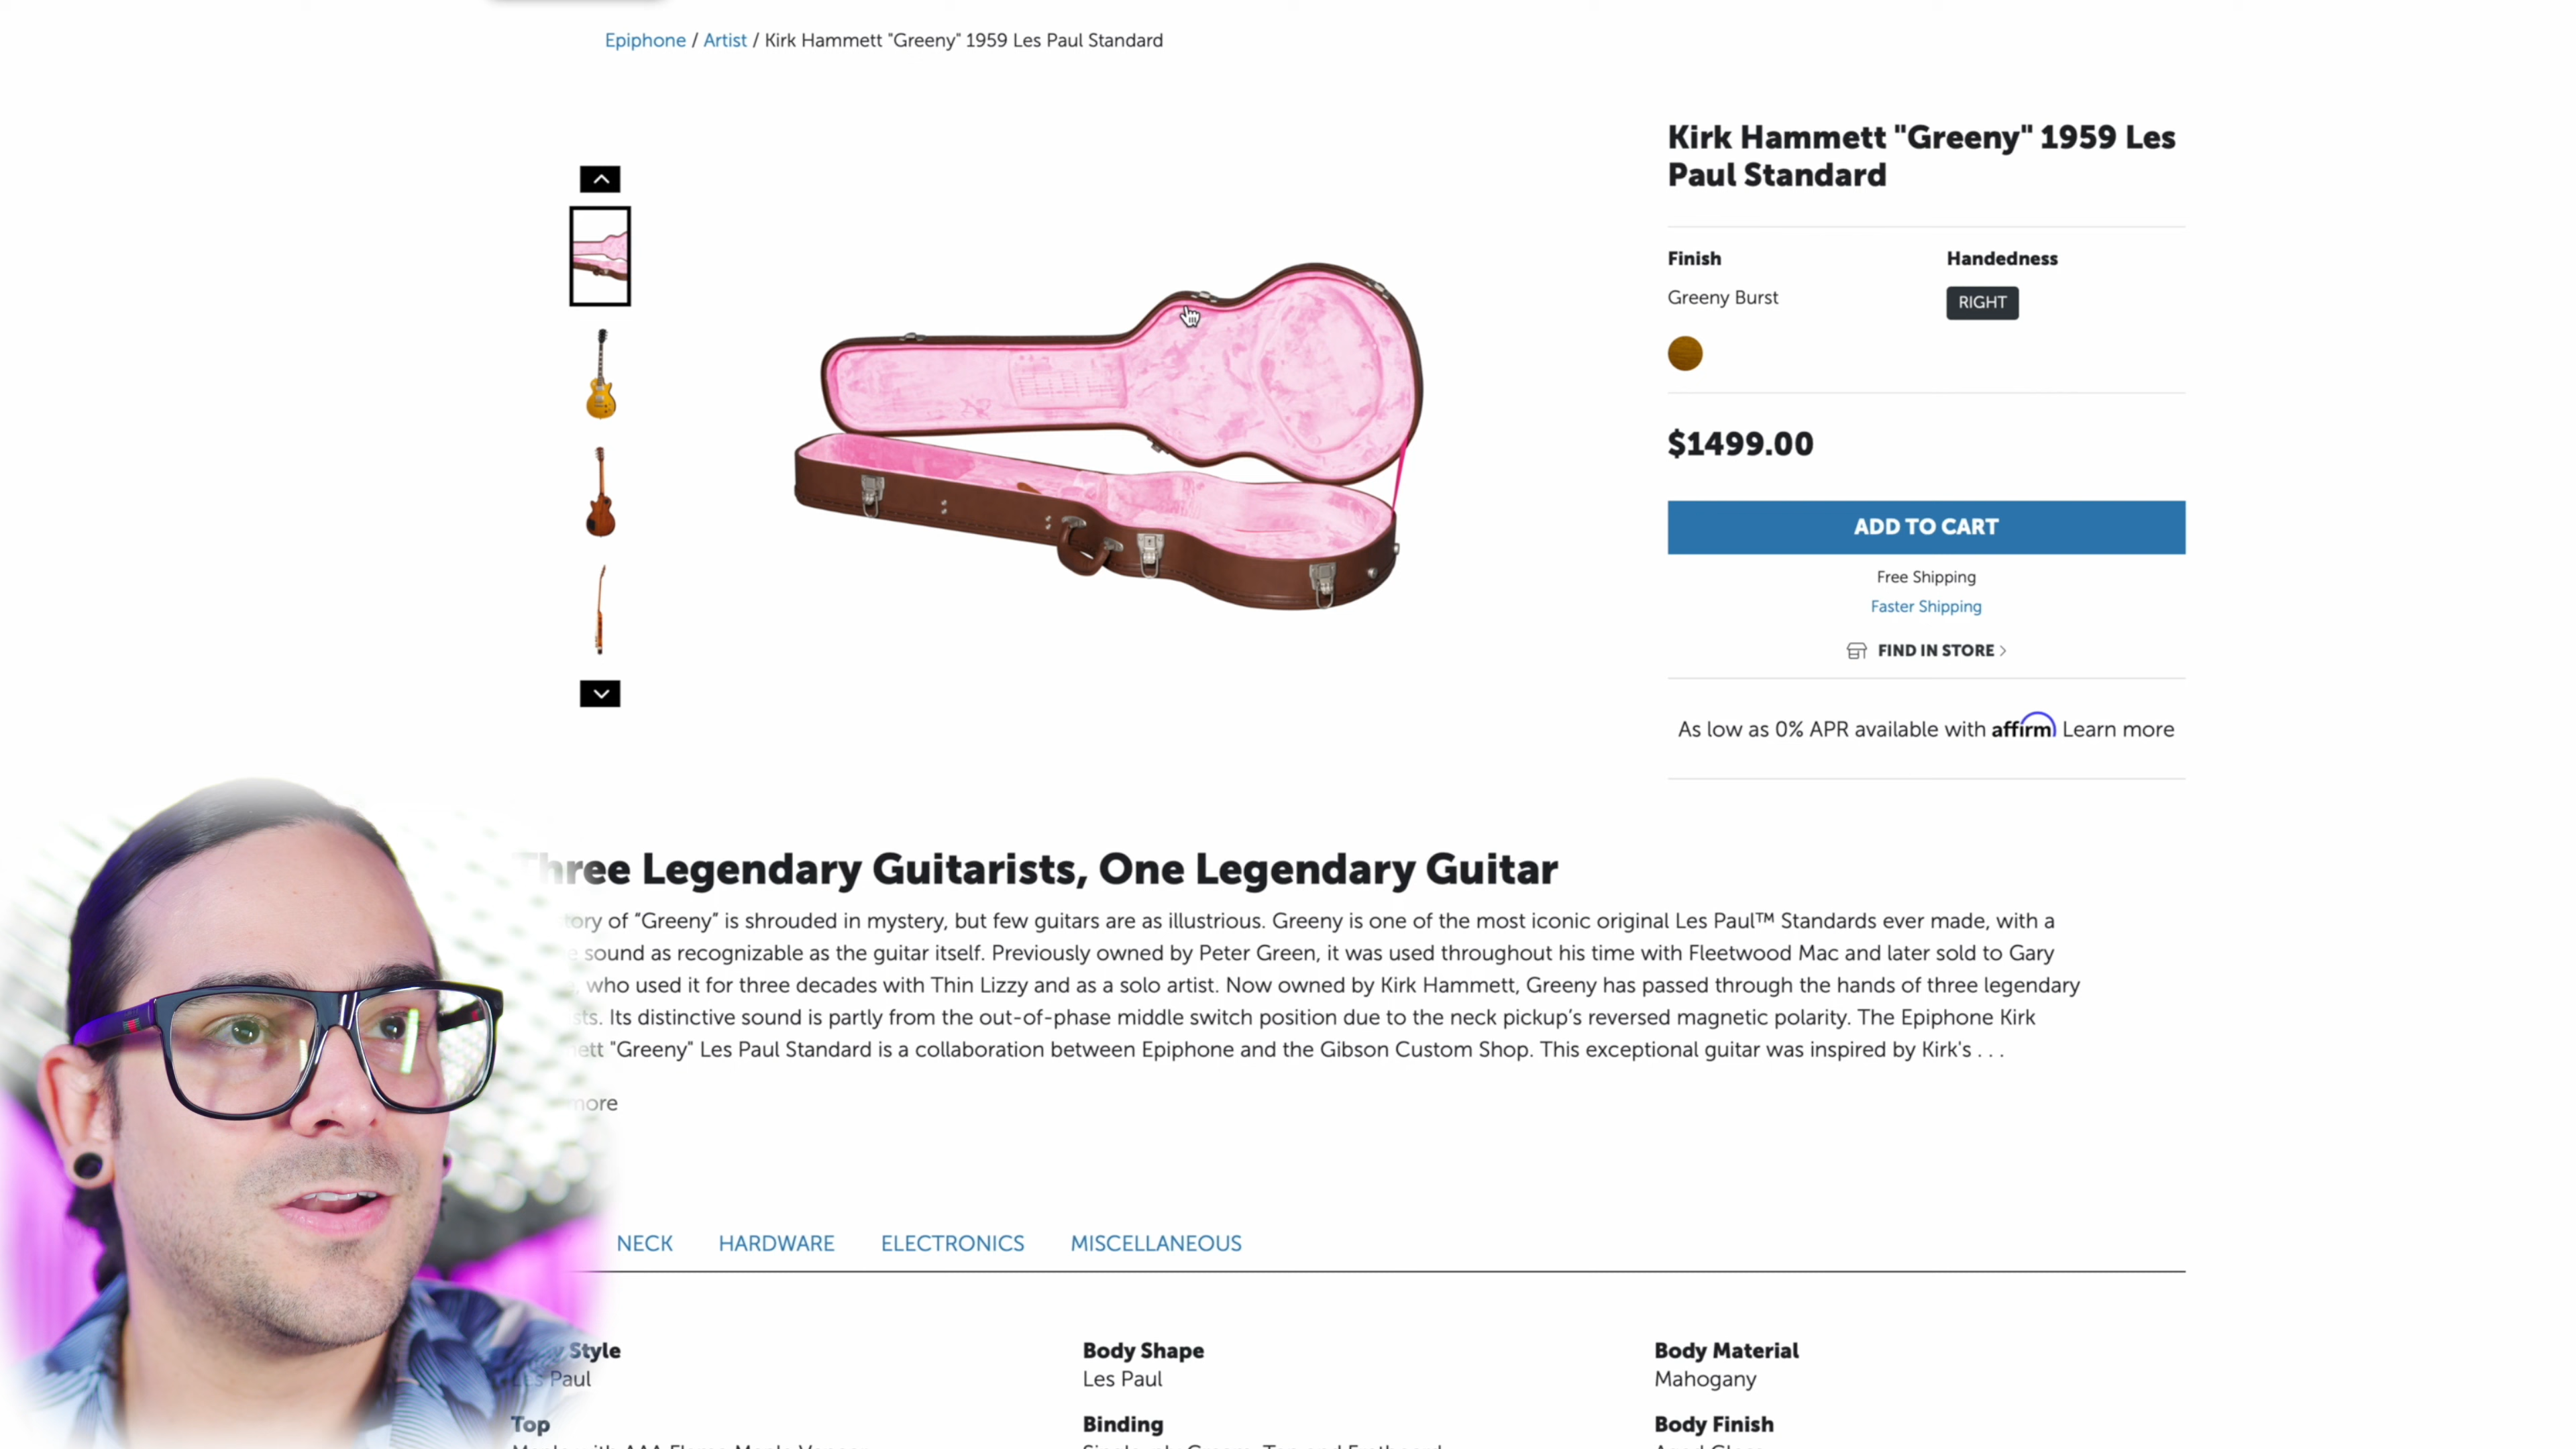 Epiphone / Artist / Kirk Hammett "Greeny" 1959 Les Paul Standard
Kirk Hammett "Greeny" 1959 Les
Paul Standard
Finish
Handedness
Greeny Burst
RIGHT
$1499.00
ADD TO CART
Free Shipping
Faster Shipping
FIND IN STORE >
As low as 0% APR available with affirm Learn more
Three Legendary Guitarists, One Legendary Guitar
of “Greeny” is shrouded in mystery, but few guitars are as illustrious. Greeny is one of the most iconic original Les Paul™ Standards ever made, with a
sound as recognizable as the guitar itself. Previously owned by Peter Green, it was used throughout his time with Fleetwood Mac and later sold to Gary
who used it for three decades with Thin Lizzy and as a solo artist. Now owned by Kirk Hammett, Greeny has passed through the hands of three legendary
Its distinctive sound is partly from the out-of-phase middle switch position due to the neck pickup’s reversed magnetic polarity. The Epiphone Kirk
"Greeny" Les Paul Standard is a collaboration between Epiphone and the Gibson Custom Shop. This exceptional guitar was inspired by Kirk's . . .
more
NECK HARDWARE ELECTRONICS MISCELLANEOUS
Style
Body Shape
Body Material
Les Paul
Les Paul
Mahogany
Top
Binding
Body Finish